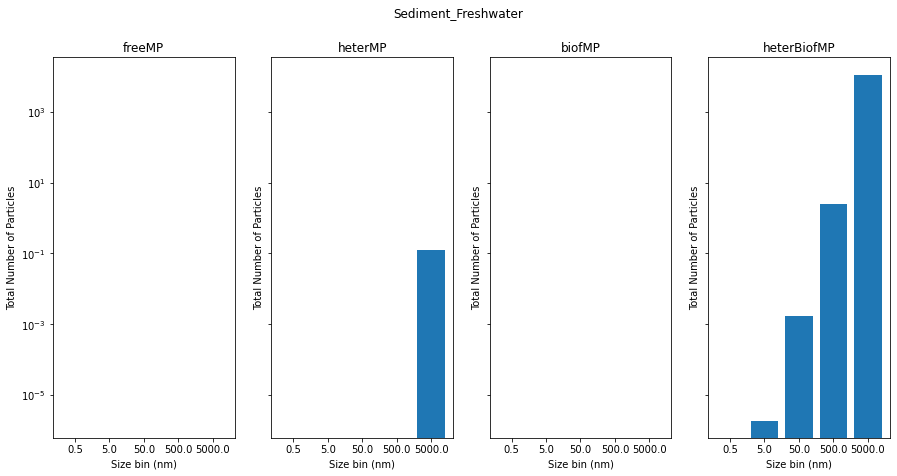 Sediment_Freshwater
freeMP
heterMP
biofMP
heterBiofMP
Total Number of Particles
10³
10¹
10⁻¹
10⁻³
10⁻⁵
0.5 5.0 50.0 500.0 5000.0
Size bin (nm)
Total Number of Particles
0.5 5.0 50.0 500.0 5000.0
Size bin (nm)
Total Number of Particles
0.5 5.0 50.0 500.0 5000.0
Size bin (nm)
Total Number of Particles
0.5 5.0 50.0 500.0 5000.0
Size bin (nm)